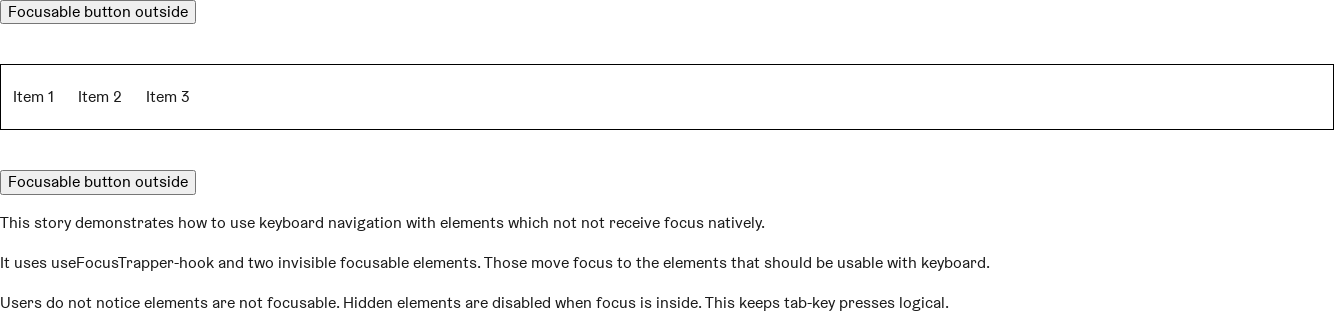 Focusable button outside
Item 1 Item 2 Item 3
Focusable button outside
This story demonstrates how to use keyboard navigation with elements which not not receive focus natively.
It uses useFocusTrapper-hook and two invisible focusable elements. Those move focus to the elements that should be usable with keyboard.
Users do not notice elements are not focusable. Hidden elements are disabled when focus is inside. This keeps tab-key presses logical.